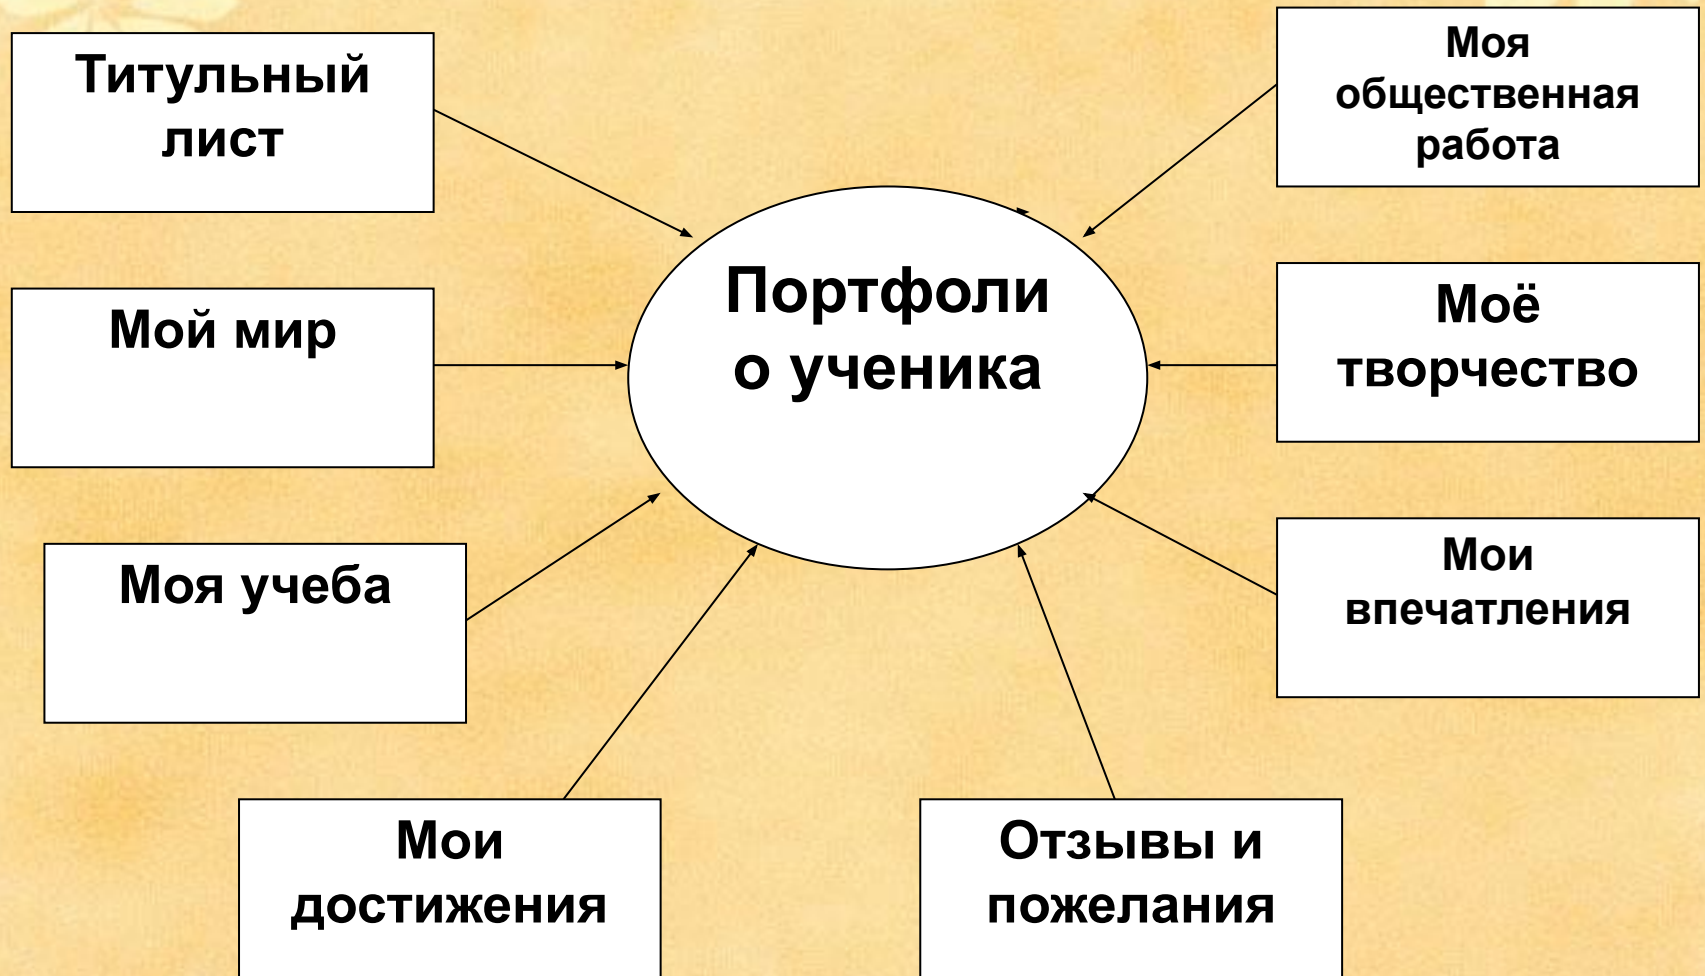 Титульный
лист
Моя
общественная
работа
Портфоли
о ученика
Мой мир
Моё
творчество
Моя учеба
Мои
впечатления
Мои
достижения
Отзывы и
пожелания